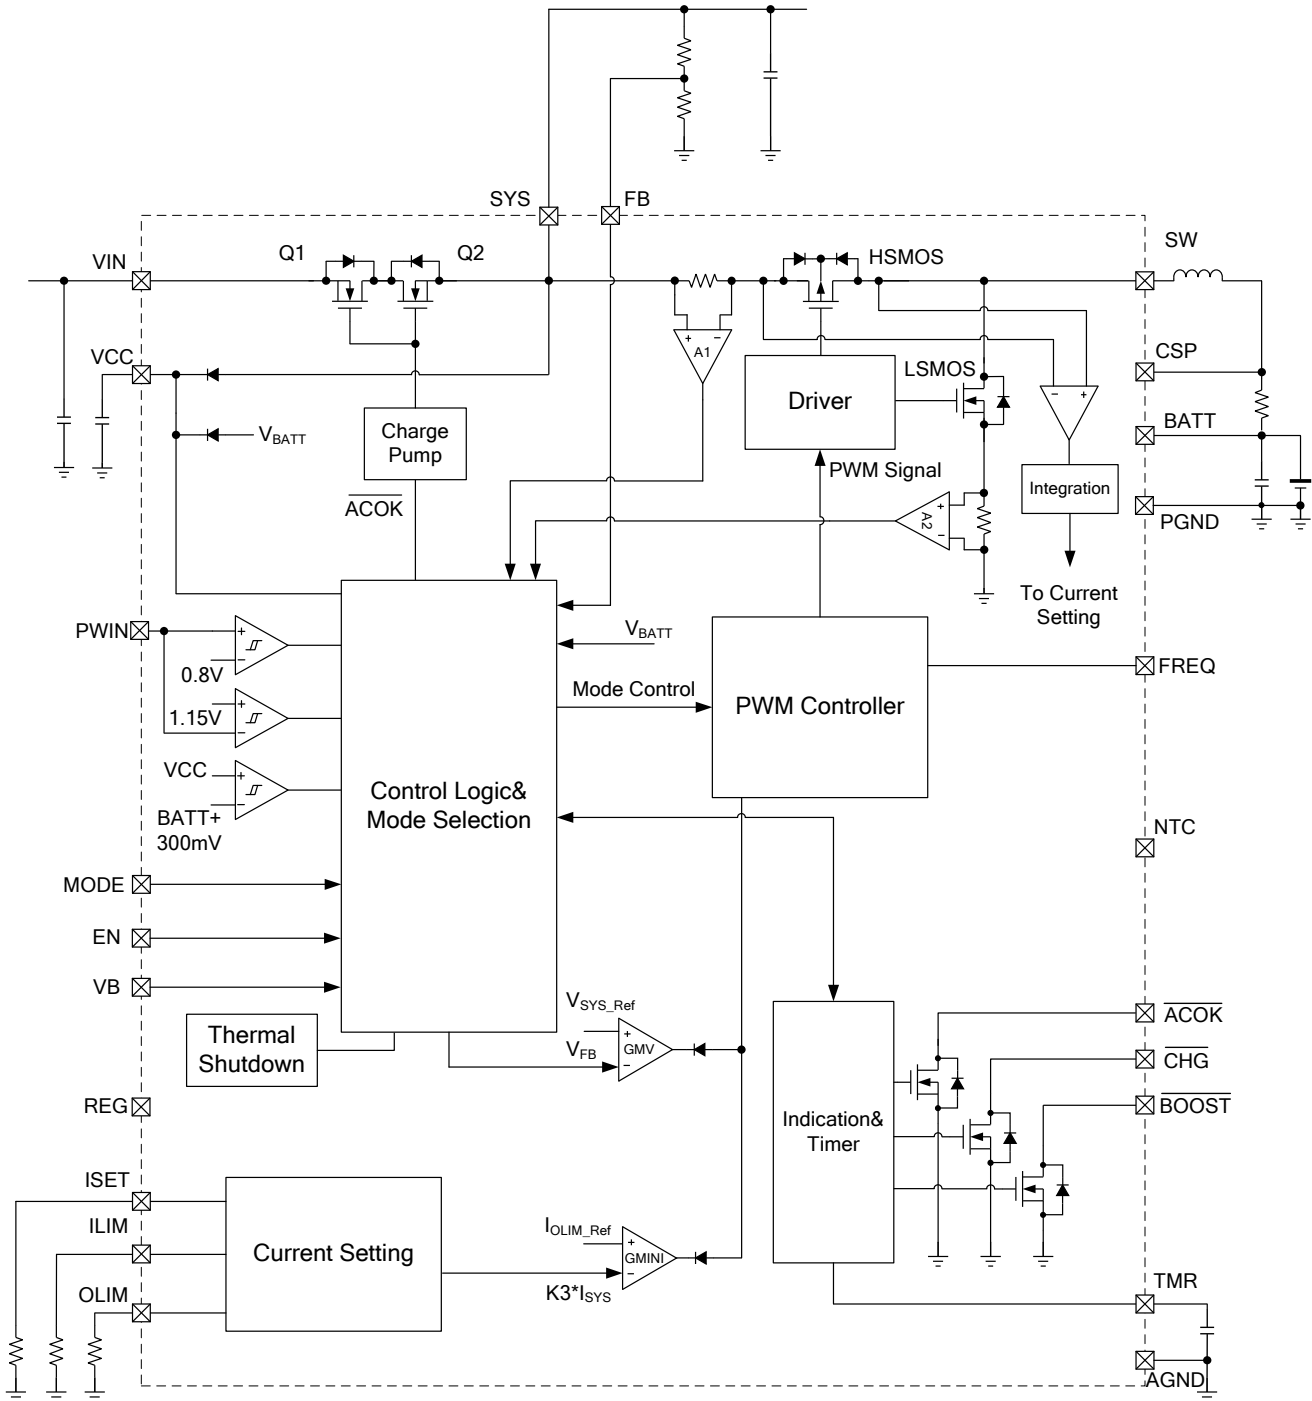 SYS
FB
VIN
Q1
Q2
HSMOS
SW
VCC
A1
+
−
LSMOS
CSP
Driver
−
+
BATT
V_BATT
Charge
Pump
PWM Signal
Integration
ACOK
+
A2
−
PGND
To Current
Setting
PWIN
+
−
0.8V
V_BATT
FREQ
+
1.15V
−
Mode Control
PWM Controller
VCC
+
−
BATT+
300mV
Control Logic&
Mode Selection
NTC
MODE
EN
VB
V_SYS_Ref
+
GMV
V_FB
−
Thermal
Shutdown
ACOK
CHG
REG
BOOST
Indication&
Timer
ISET
ILIM
Current Setting
I_OLIM_Ref
+
GMINI
−
K3*I_SYS
OLIM
TMR
AGND